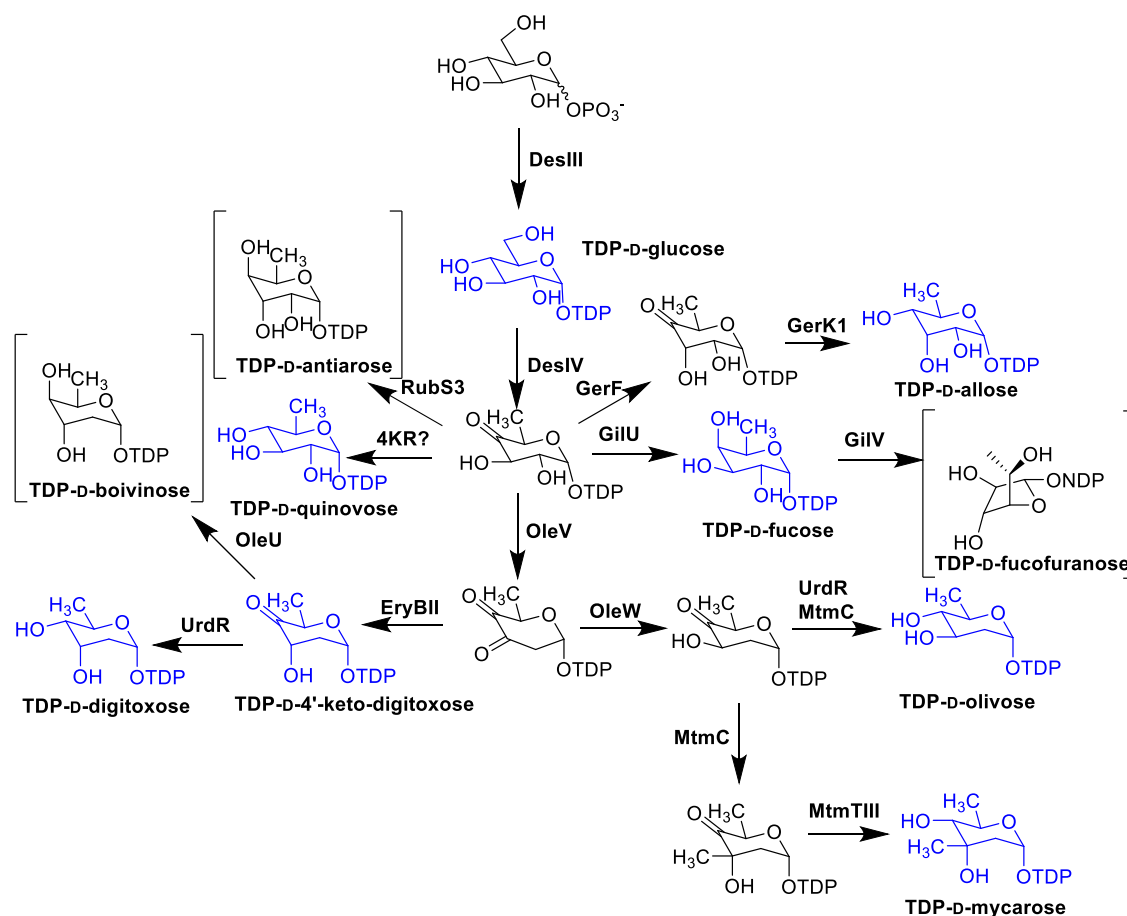 OH
HO
HO
O
OH
OPO₃⁻
DesIII
OH
HO
HO
O
OH
OTDP
TDP-D-glucose
OH
CH₃
O
OH
OH
OTDP
TDP-D-antiarose
DesIV
RubS3
GerF
O
H₃C
O
OH
OH
OTDP
GerK1
H₃C
HO
O
OH
OH
OTDP
TDP-D-allose
OH
CH₃
O
OH
OTDP
TDP-D-boivinose
CH₃
HO
HO
O
OH
OTDP
TDP-D-quinovose
4KR?
O
CH₃
O
HO
OH
OTDP
GilU
OH
CH₃
O
HO
OH
OTDP
TDP-D-fucose
GilV
HO
ONDP
O
HO
TDP-D-fucofuranose
OleU
OleV
H₃C
HO
O
OH
OTDP
TDP-D-digitoxose
UrdR
O
CH₃
O
OH
OTDP
TDP-D-4'-keto-digitoxose
EryBII
CH₃
O
O
O
OTDP
OleW
O
CH₃
O
HO
OTDP
UrdR
MtmC
H₃C
HO
HO
O
OTDP
TDP-D-olivose
MtmC
O
CH₃
O
H₃C
OH
OTDP
MtmTIII
H₃C
HO
O
H₃C
OH
OTDP
TDP-D-mycarose